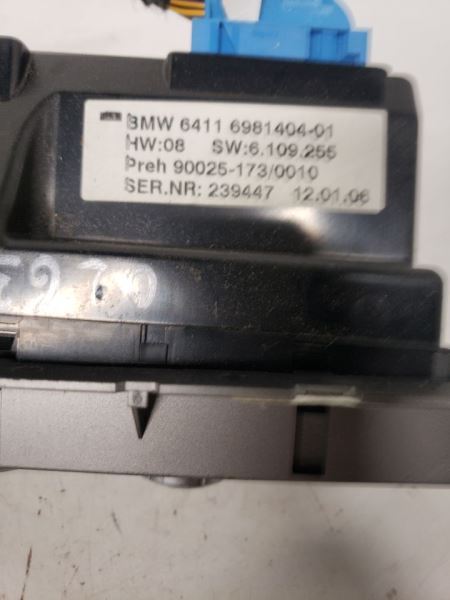 BMW 6411 6981404-01
HW:08 SW:6.109.255
Preh 90025-173/0010
SER.NR: 239447 12.01.06